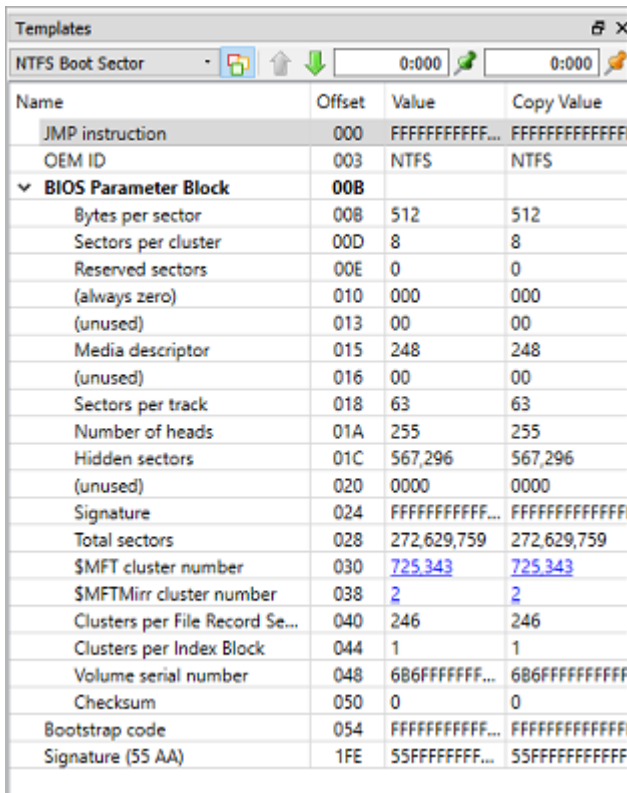 Templates
NTFS Boot Sector 0:000 0:000
Name Offset Value Copy Value
JMP instruction 000 FFFFFFFFFFF... FFFFFFFFFFFFF
OEM ID 003 NTFS NTFS
BIOS Parameter Block 00B
Bytes per sector 00B 512 512
Sectors per cluster 00D 8 8
Reserved sectors 00E 0 0
(always zero) 010 000 000
(unused) 013 00 00
Media descriptor 015 248 248
(unused) 016 00 00
Sectors per track 018 63 63
Number of heads 01A 255 255
Hidden sectors 01C 567,296 567,296
(unused) 020 0000 0000
Signature 024 FFFFFFFFFFF... FFFFFFFFFFFFF
Total sectors 028 272,629,759 272,629,759
$MFT cluster number 030 725,343 725,343
$MFTMirr cluster number 038 2 2
Clusters per File Record Se... 040 246 246
Clusters per Index Block 044 1 1
Volume serial number 048 6B6FFFFFFF... 6B6FFFFFFFFFF
Checksum 050 0 0
Bootstrap code 054 FFFFFFFFFFF... FFFFFFFFFFFFF
Signature (55 AA) 1FE 55FFFFFFFF... 55FFFFFFFFFFF